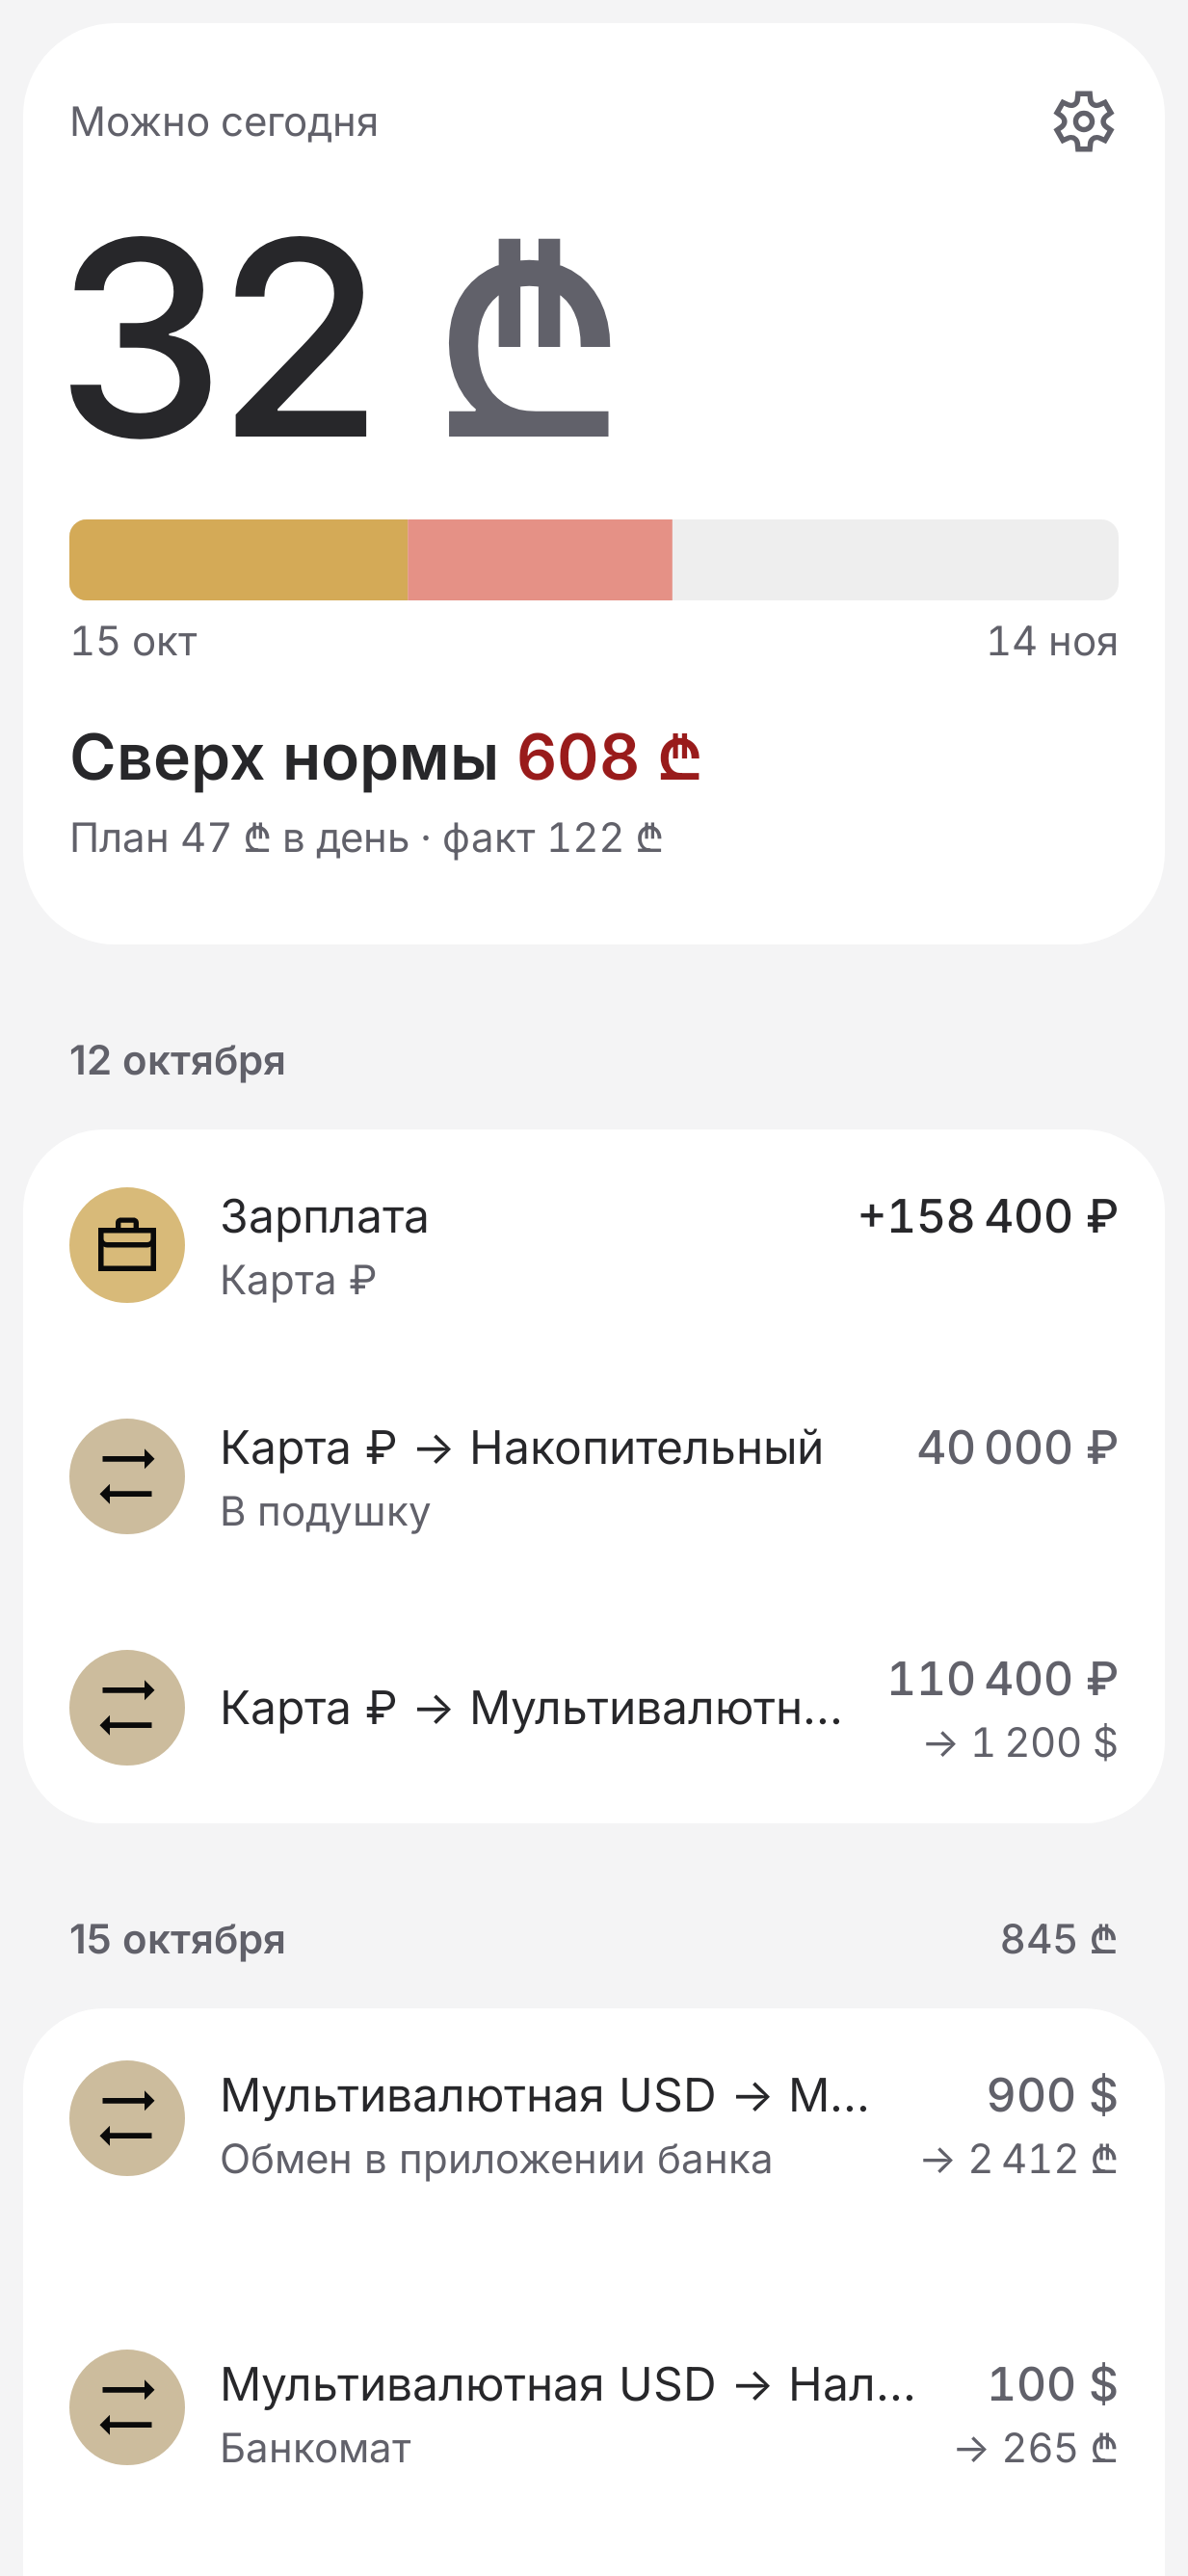 Можно сегодня
32 ₾
15 окт 14 ноя
Сверх нормы 608 ₾
План 47 ₾ в день · факт 122 ₾
12 октября
Зарплата +158 400 ₽
Карта ₽
Карта ₽ → Накопительный 40 000 ₽
В подушку
Карта ₽ → Мультивалютн... 110 400 ₽
→ 1 200 $
15 октября 845 ₾
Мультивалютная USD → М... 900 $
Обмен в приложении банка → 2 412 ₾
Мультивалютная USD → Нал... 100 $
Банкомат → 265 ₾